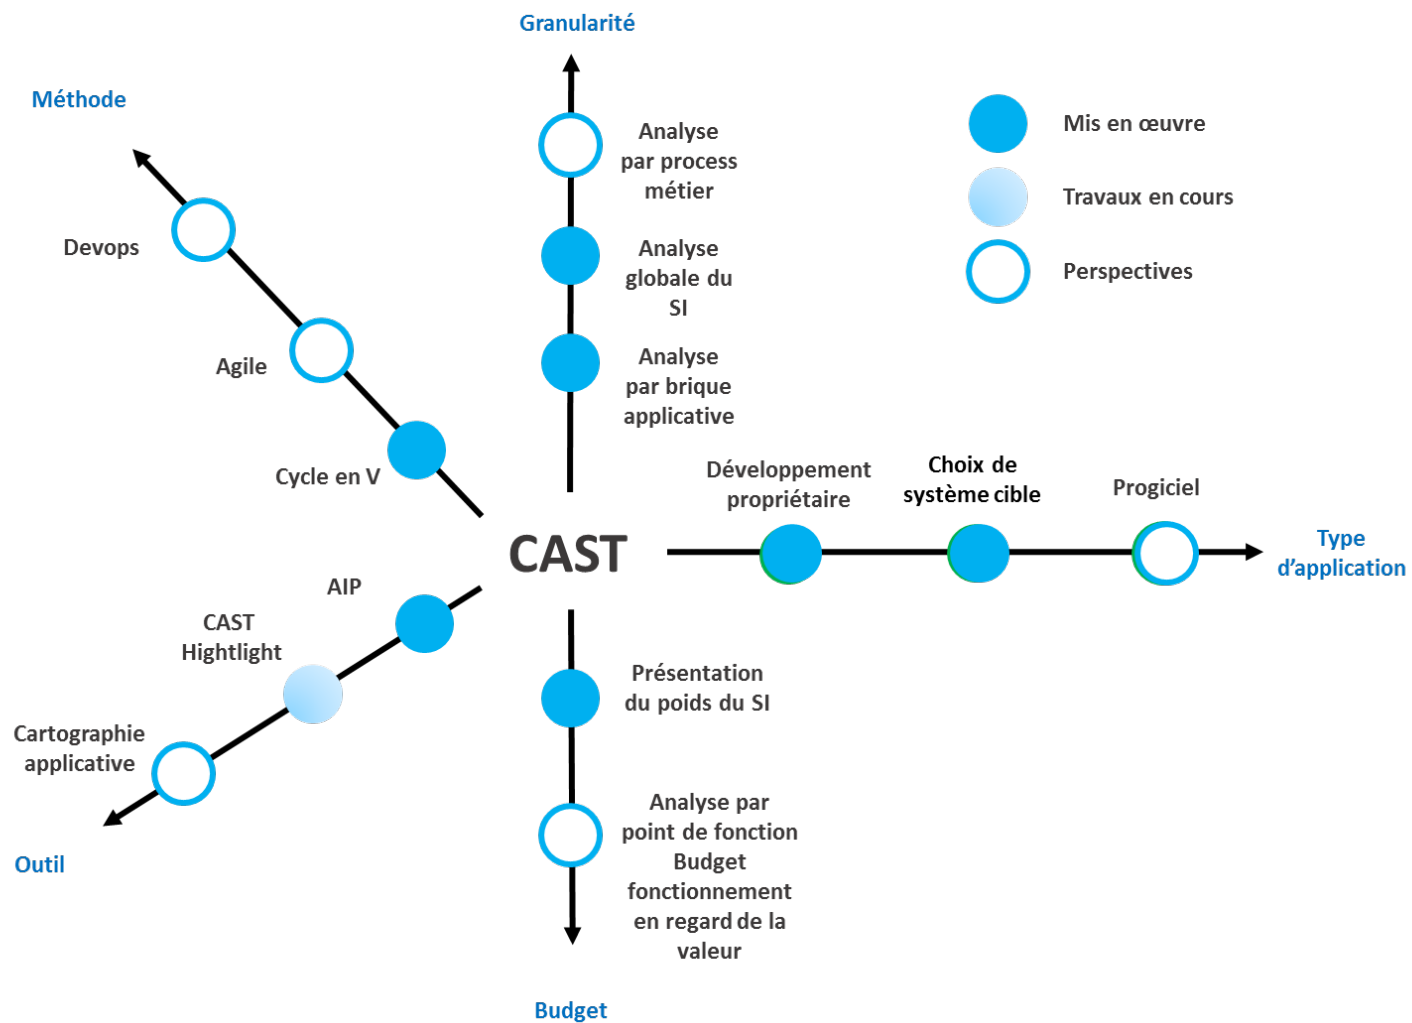 Granularité
Méthode
Analyse
par process
métier
Mis en œuvre
Travaux en cours
Perspectives
Devops
Analyse
globale du
SI
Agile
Analyse
par brique
applicative
Cycle en V
Développement
propriétaire
Choix de
système cible
Progiciel
CAST
Type
d'application
AIP
CAST
Hightlight
Présentation
du poids du SI
Cartographie
applicative
Outil
Analyse par
point de fonction
Budget
fonctionnement
en regard de la
valeur
Budget